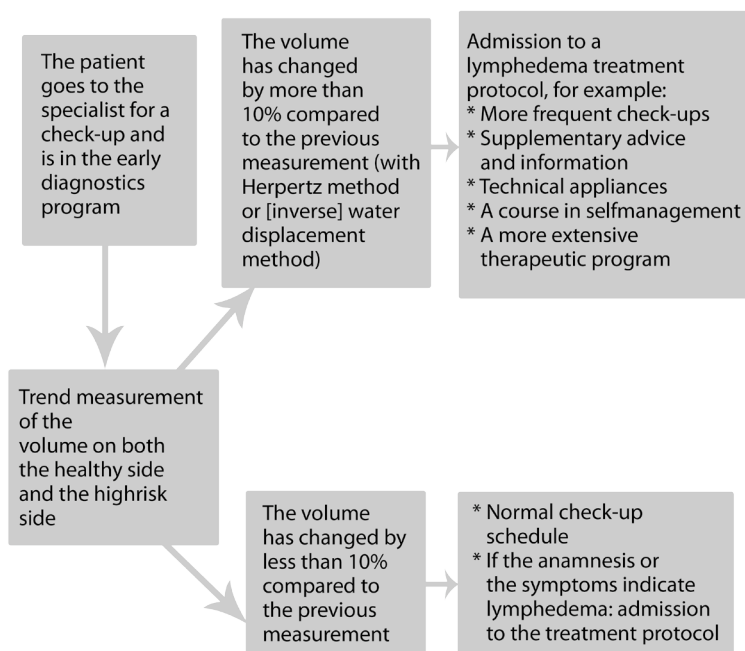 The patient
goes to the
specialist for a
check-up and
is in the early
diagnostics
program
Trend measurement
of the
volume on both
the healthy side
and the highrisk
side
The volume
has changed
by more than
10% compared
to the previous
measurement (with
Herpertz method
or [inverse] water
displacement
method)
Admission to a
lymphedema treatment
protocol, for example:
* More frequent check-ups
* Supplementary advice
and information
* Technical appliances
* A course in selfmanagement
* A more extensive
therapeutic program
The volume
has changed by
less than 10%
compared to
the previous
measurement
* Normal check-up
schedule
* If the anamnesis or
the symptoms indicate
lymphedema: admission
to the treatment protocol